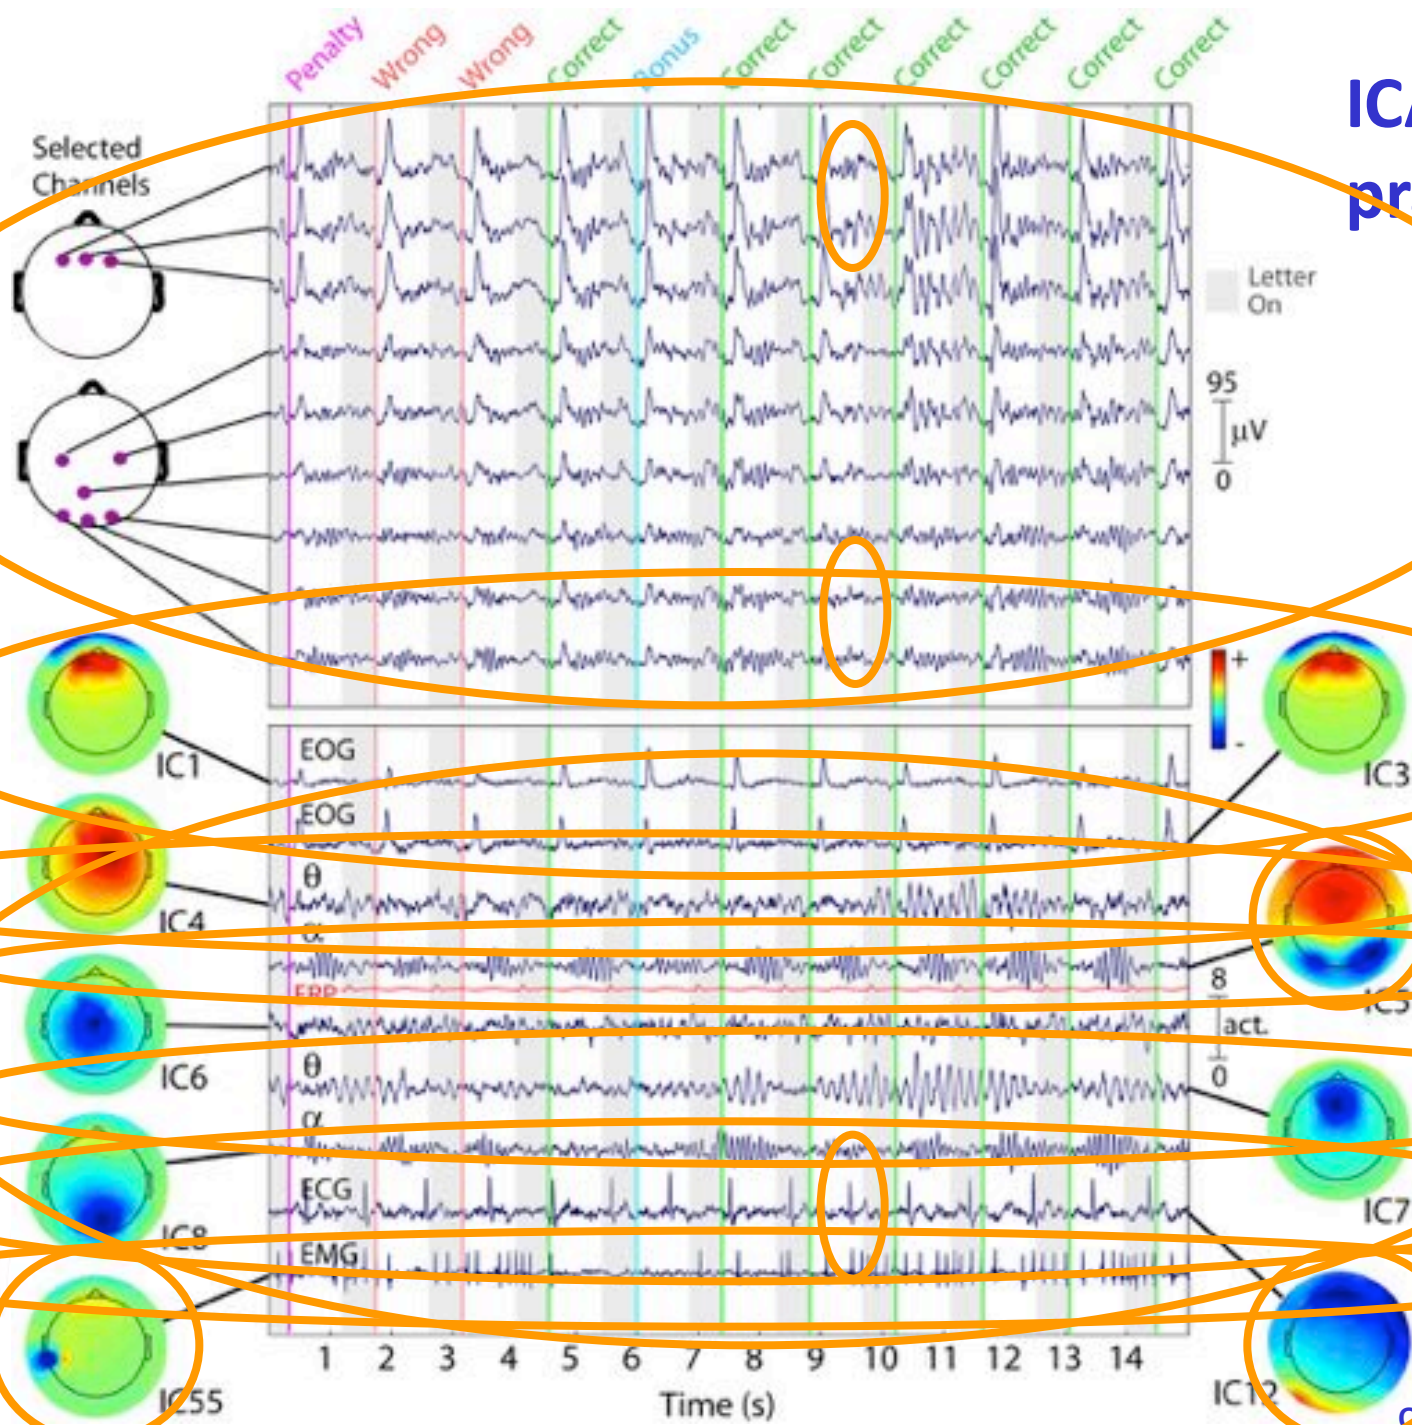 Penalty
Wrong
Wrong
Correct
Bonus
Correct
Correct
Correct
Correct
Correct
Correct
Selected
Channels
Letter
On
95
μV
0
+
-
EOG
EOG
θ
α
ERP
θ
α
ECG
EMG
IC1
IC4
IC6
IC8
IC55
IC3
IC5
8
act.
0
IC7
IC12
1 2 3 4 5 6 7 8 9 10 11 12 13 14
Time (s)